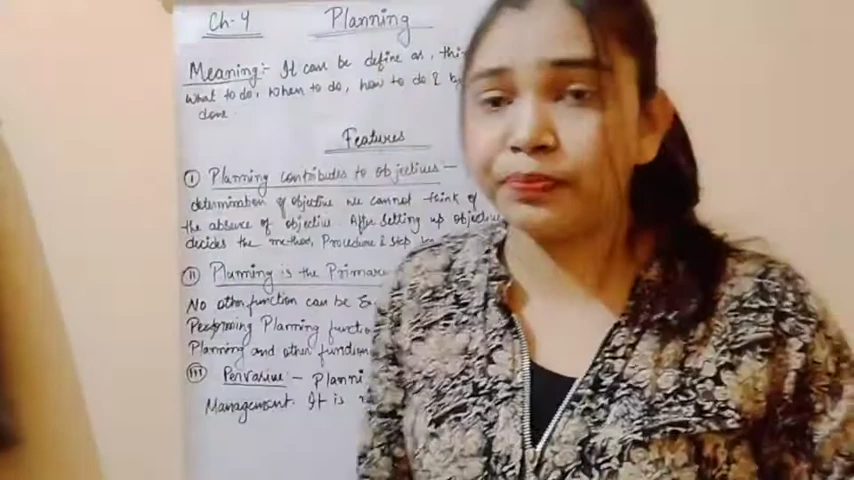 Ch-4 Planning
Meaning:- It can be define as, thi
What to do, When to do, how to do & b
done.
Features
I Planning contributes to objectives —
determination of objective we cannot think of
the absence of objective. After setting up objective
decides the method, Procedure & step
II Planning is the Primar
No other function can be
Performing Planning functi
Planning and other function
III Pervasive — Planni
Management. It is